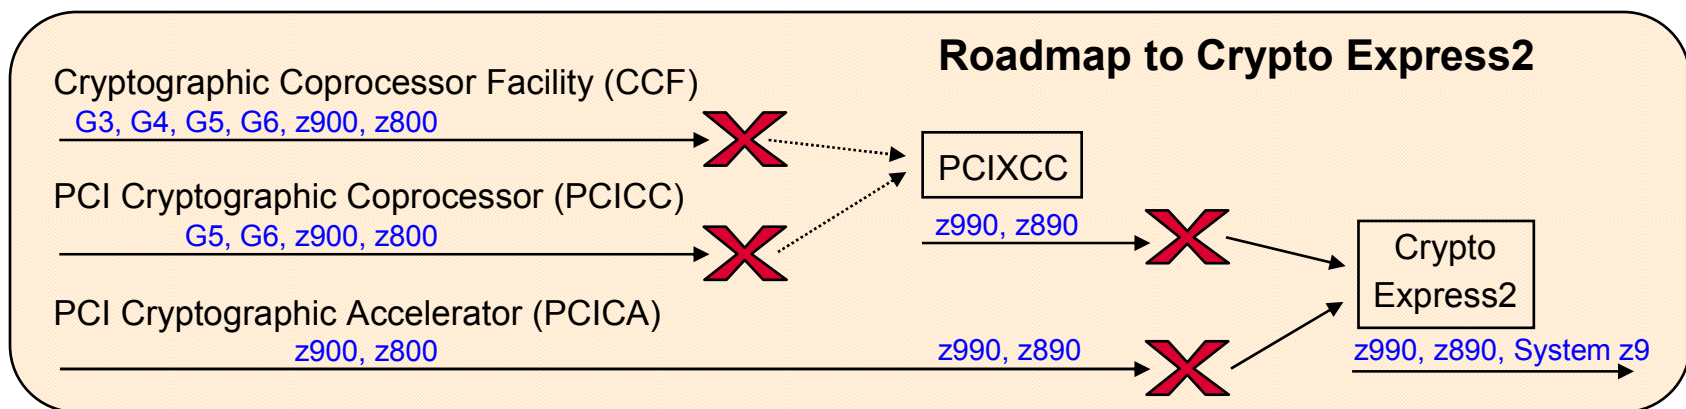 Roadmap to Crypto Express2
Cryptographic Coprocessor Facility (CCF)
G3, G4, G5, G6, z900, z800
PCIXCC
PCI Cryptographic Coprocessor (PCICC)
G5, G6, z900, z800
z990, z890
Crypto
Express2
PCI Cryptographic Accelerator (PCICA)
z900, z800
z990, z890
z990, z890, System z9